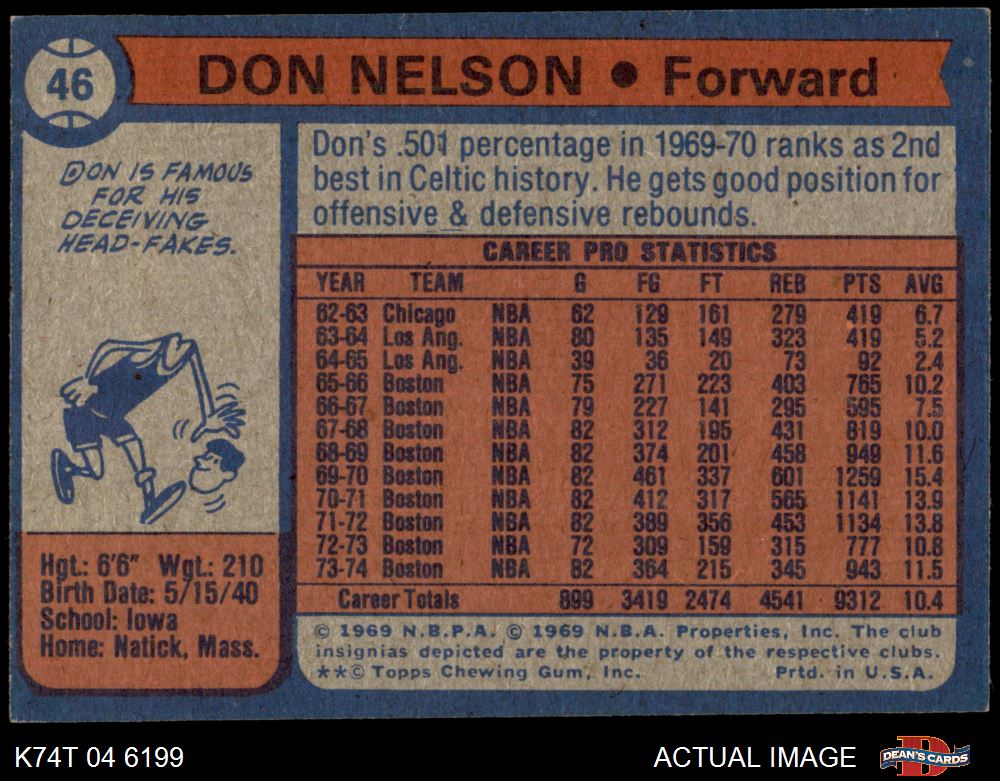 46
DON NELSON • Forward
DON IS FAMOUS
FOR HIS
DECEIVING
HEAD-FAKES.
Hgt.: 6'6" Wgt.: 210
Birth Date: 5/15/40
School: Iowa
Home: Natick, Mass.
Don's .501 percentage in 1969-70 ranks as 2nd
best in Celtic history. He gets good position for
offensive & defensive rebounds.
CAREER PRO STATISTICS
YEAR TEAM G FG FT REB PTS AVG
62-63 Chicago NBA 62 129 161 279 419 6.7
63-64 Los Ang. NBA 80 135 149 323 419 5.2
64-65 Los Ang. NBA 39 36 20 73 92 2.4
65-66 Boston NBA 75 271 223 403 765 10.2
66-67 Boston NBA 79 227 141 295 595 7.5
67-68 Boston NBA 82 312 195 431 819 10.0
68-69 Boston NBA 82 374 201 458 949 11.6
69-70 Boston NBA 82 461 337 601 1259 15.4
70-71 Boston NBA 82 412 317 565 1141 13.9
71-72 Boston NBA 82 389 356 453 1134 13.8
72-73 Boston NBA 72 309 159 315 777 10.8
73-74 Boston NBA 82 364 215 345 943 11.5
Career Totals 899 3419 2474 4541 9312 10.4
© 1969 N.B.P.A. © 1969 N.B.A. Properties, Inc. The club
insignias depicted are the property of the respective clubs.
**© Topps Chewing Gum, Inc. Prtd. in U.S.A.
K74T 04 6199
ACTUAL IMAGE
DEAN'S CARDS